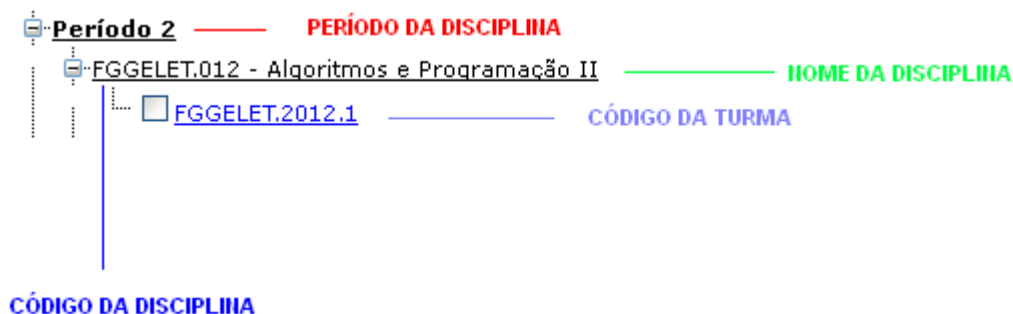 Período 2 PERÍODO DA DISCIPLINA
FGGELET.012 - Algoritmos e Programação II NOME DA DISCIPLINA
FGGELET.2012.1 CÓDIGO DA TURMA
CÓDIGO DA DISCIPLINA